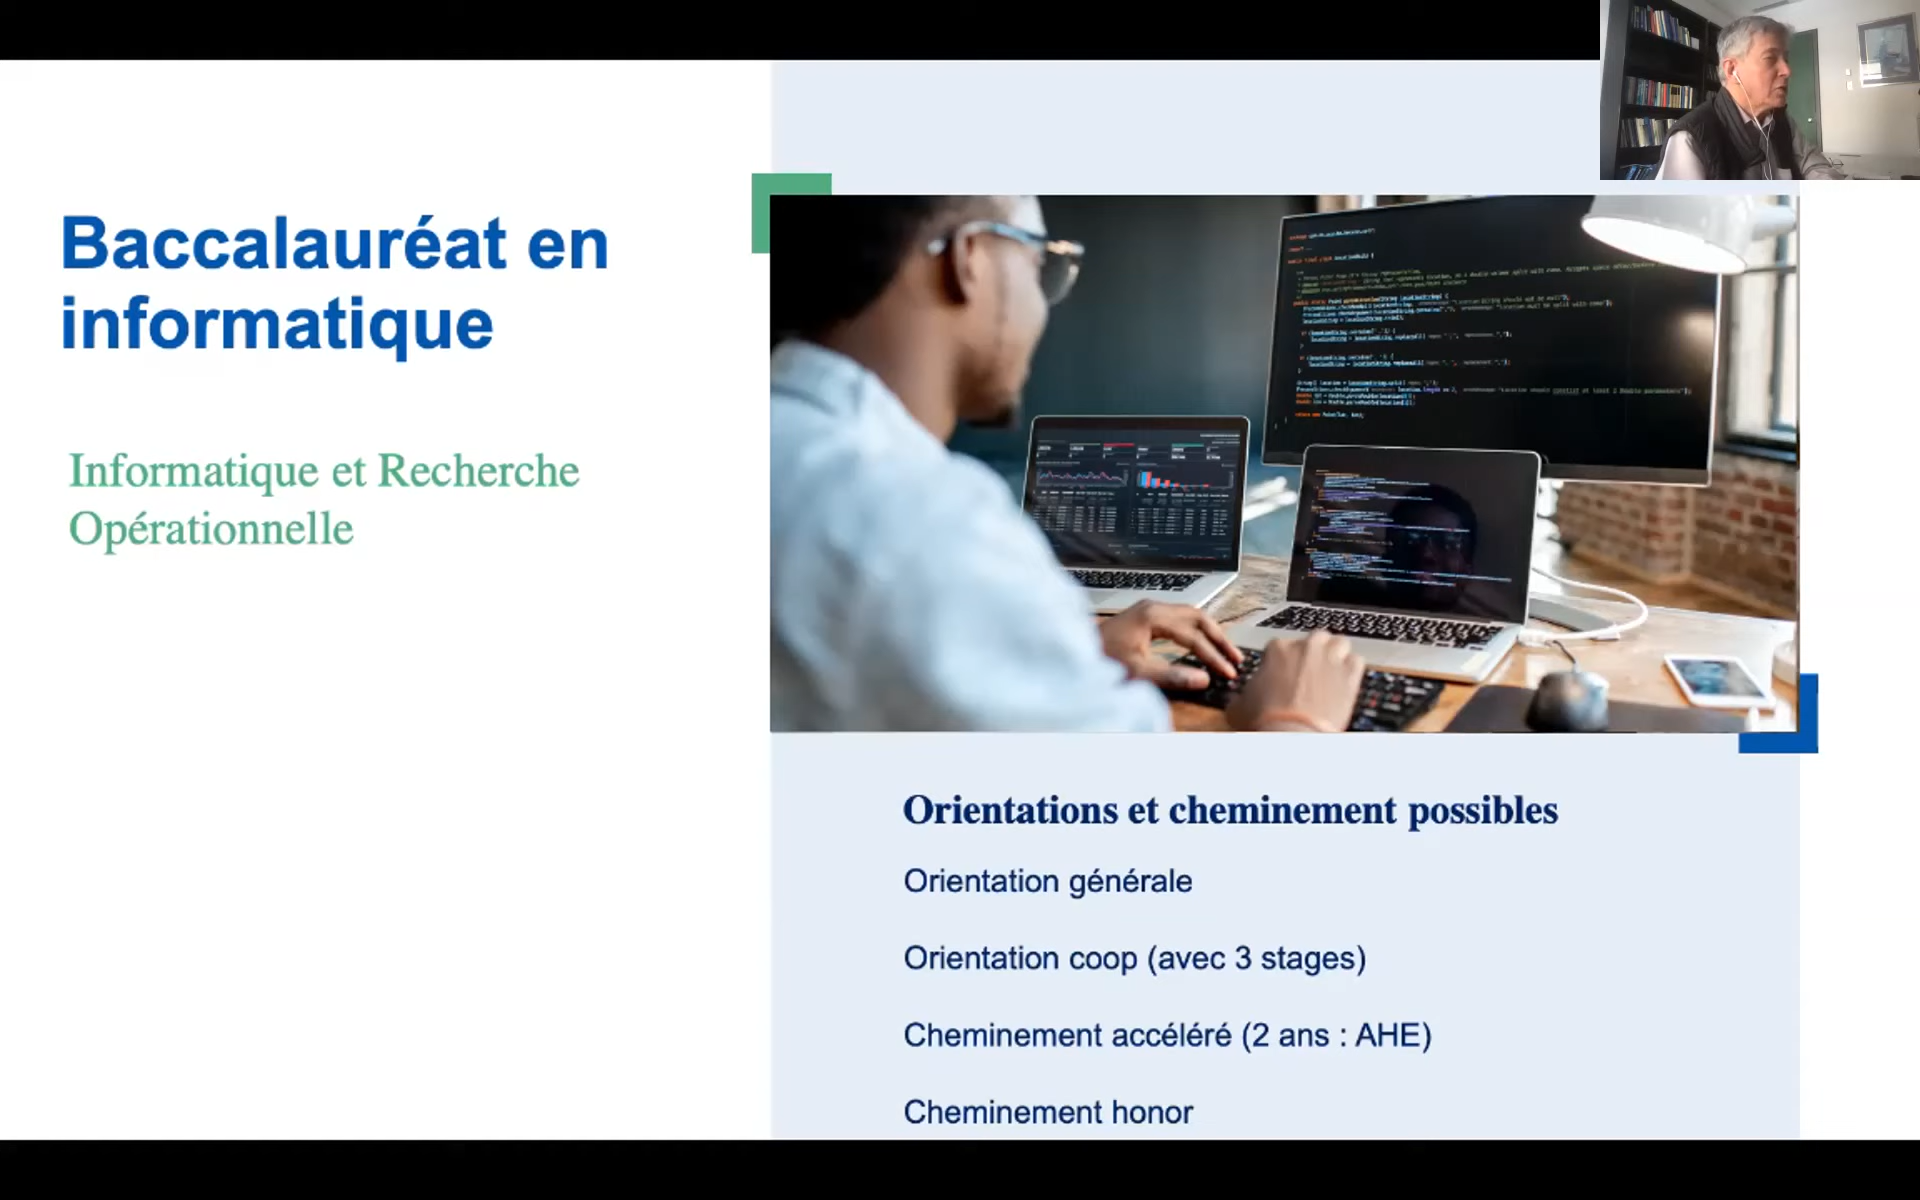 Baccalauréat en
informatique
Informatique et Recherche
Opérationnelle
Orientations et cheminement possibles
Orientation générale
Orientation coop (avec 3 stages)
Cheminement accéléré (2 ans : AHE)
Cheminement honor